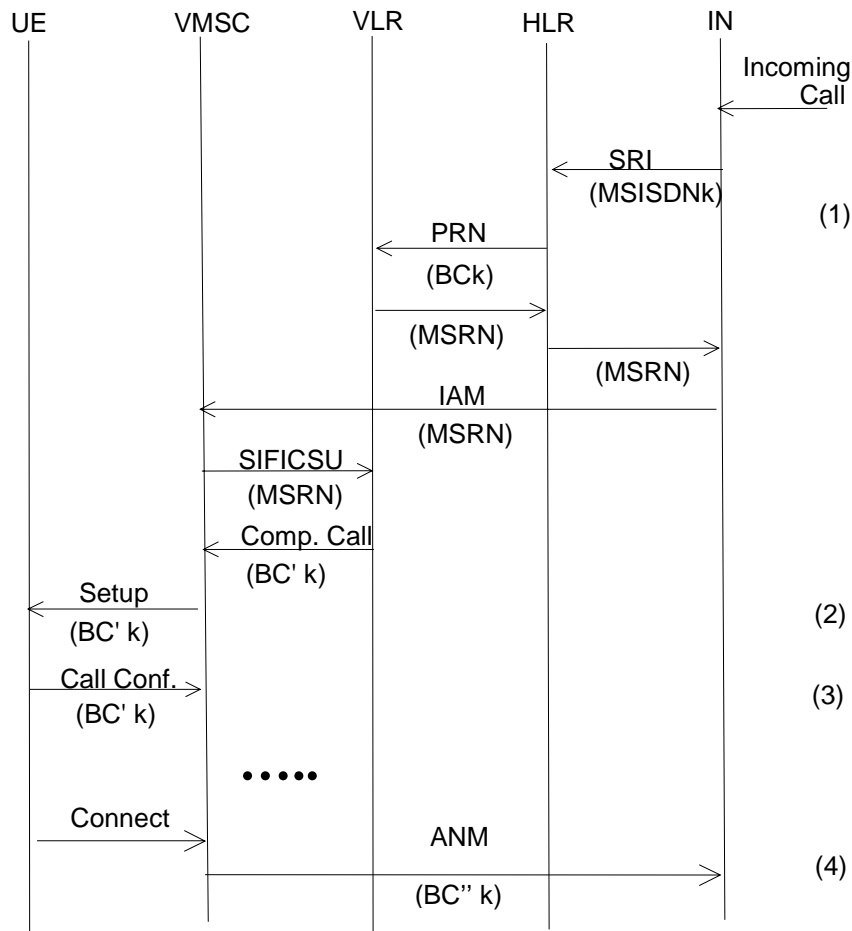 UE VMSC VLR HLR IN
Incoming
Call
SRI
(MSISDNk)
(1)
PRN
(BCk)
(MSRN)
(MSRN)
IAM
(MSRN)
SIFICSU
(MSRN)
Comp. Call
(BC' k)
Setup
(2)
(BC' k)
Call Conf.
(3)
(BC' k)
Connect
ANM
(4)
(BC’’ k)